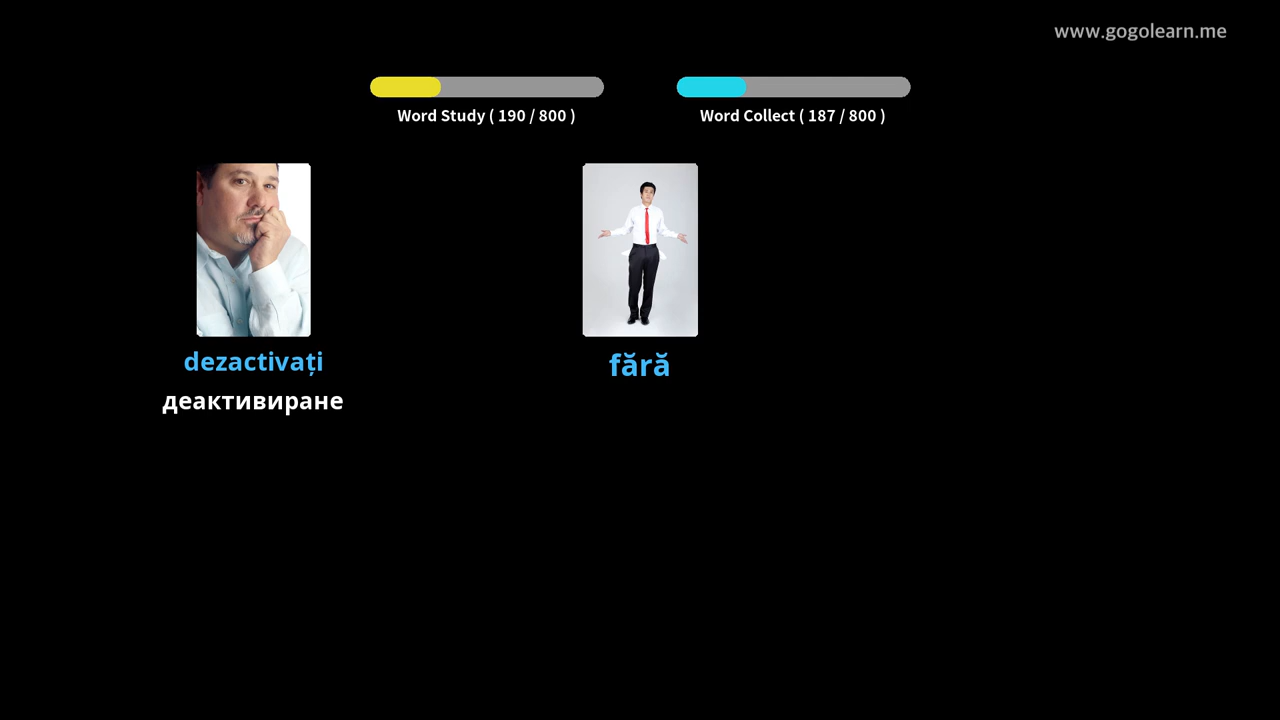 www.gogolearn.me
Word Study ( 190 / 800 )
Word Collect ( 187 / 800 )
dezactivați
деактивиране
fără